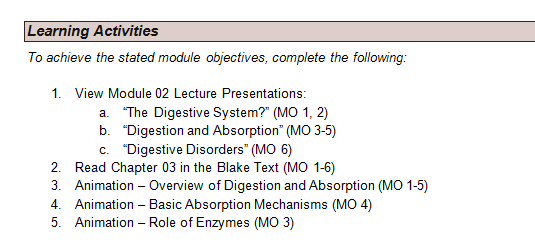 Learning Activities
To achieve the stated module objectives, complete the following:
1. View Module 02 Lecture Presentations:
a. “The Digestive System?” (MO 1, 2)
b. “Digestion and Absorption” (MO 3-5)
c. “Digestive Disorders” (MO 6)
2. Read Chapter 03 in the Blake Text (MO 1-6)
3. Animation – Overview of Digestion and Absorption (MO 1-5)
4. Animation – Basic Absorption Mechanisms (MO 4)
5. Animation – Role of Enzymes (MO 3)